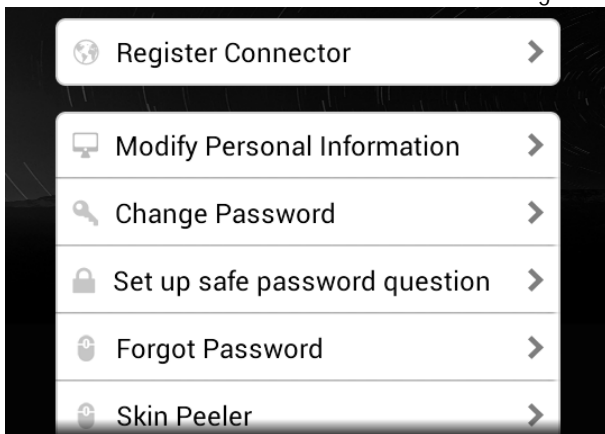 Register Connector
Modify Personal Information
Change Password
Set up safe password question
Forgot Password
Skin Peeler